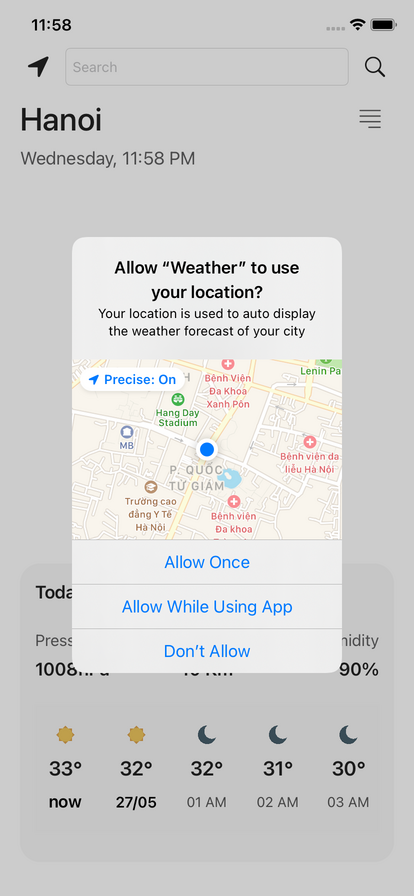 11:58
Search
Hanoi
Wednesday, 11:58 PM
Allow “Weather” to use
your location?
Your location is used to auto display
the weather forecast of your city
Precise: On
Bệnh Viện
Đa Khoa
Xanh Pôn
Lenin Pa
Hang Day
Stadium
MB
P. QUỐC
TỬ GIÁM
Bệnh viện da
liễu Hà Nội
Trường cao
đẳng Y Tế
Hà Nội
Bệnh viện
Đa khoa
Allow Once
Allow While Using App
Don’t Allow
Toda
Press
nidity
1008hPa
10 Km
90%
33° 32° 32° 31° 30°
now 27/05 01 AM 02 AM 03 AM